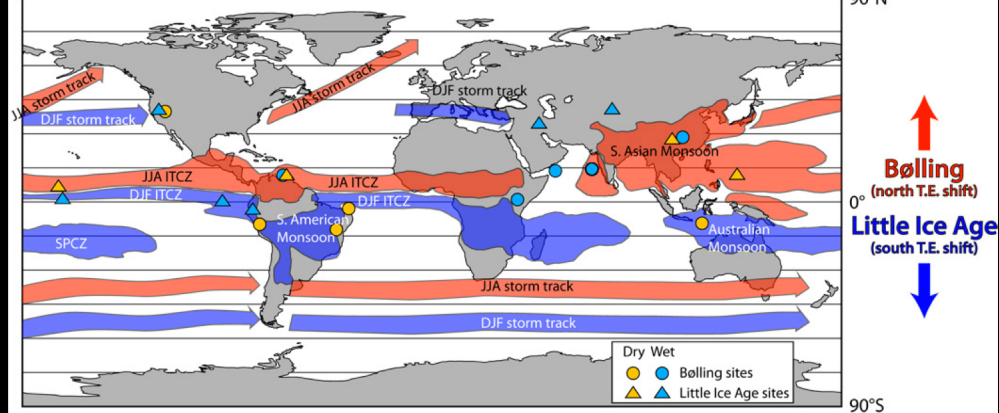 90°N
JJA storm track
JJA storm track
DJF storm track
DJF storm track
S. Asian Monsoon
JJA ITCZ
JJA ITCZ
DJF ITCZ
DJF ITCZ
S. American
Monsoon
SPCZ
Australian
Monsoon
JJA storm track
DJF storm track
Bølling
(north T.E. shift)
0°
Little Ice Age
(south T.E. shift)
Dry Wet
Bølling sites
Little Ice Age sites
90°S